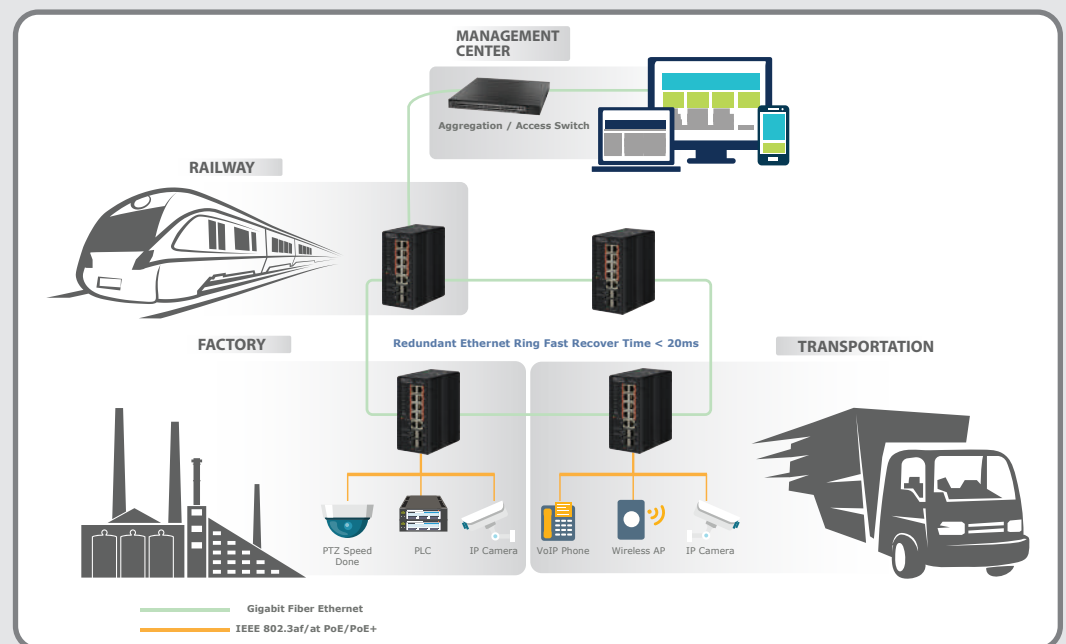 MANAGEMENT
CENTER
Aggregation / Access Switch
RAILWAY
FACTORY
Redundant Ethernet Ring Fast Recover Time < 20ms
TRANSPORTATION
PTZ Speed
Done
PLC
IP Camera
VoIP Phone
Wireless AP
IP Camera
Gigabit Fiber Ethernet
IEEE 802.3af/at PoE/PoE+